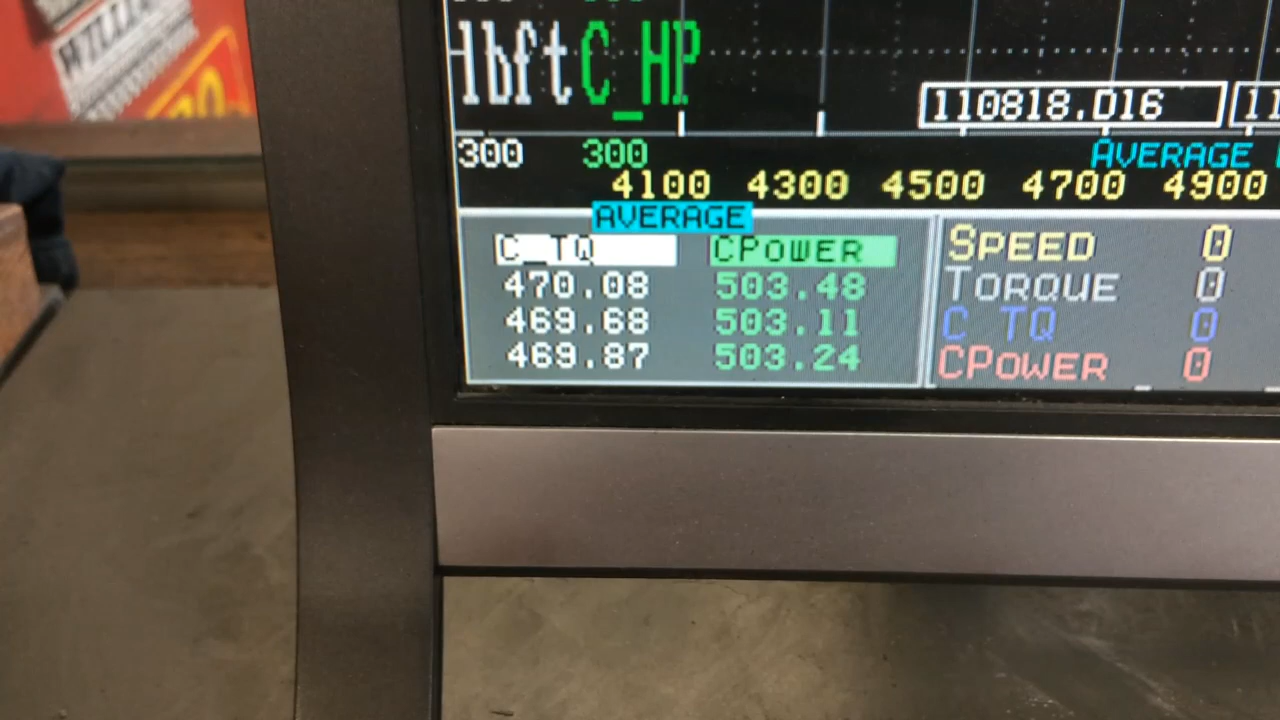 lbft C_HP
110818.D16
300 300 AVERAGE
4100 4300 4500 4700 4900
AVERAGE
C_TQ CPOWER
470.08 503.48
469.68 503.11
469.87 503.24
SPEED 0
TORQUE 0
C TQ 0
CPOWER 0